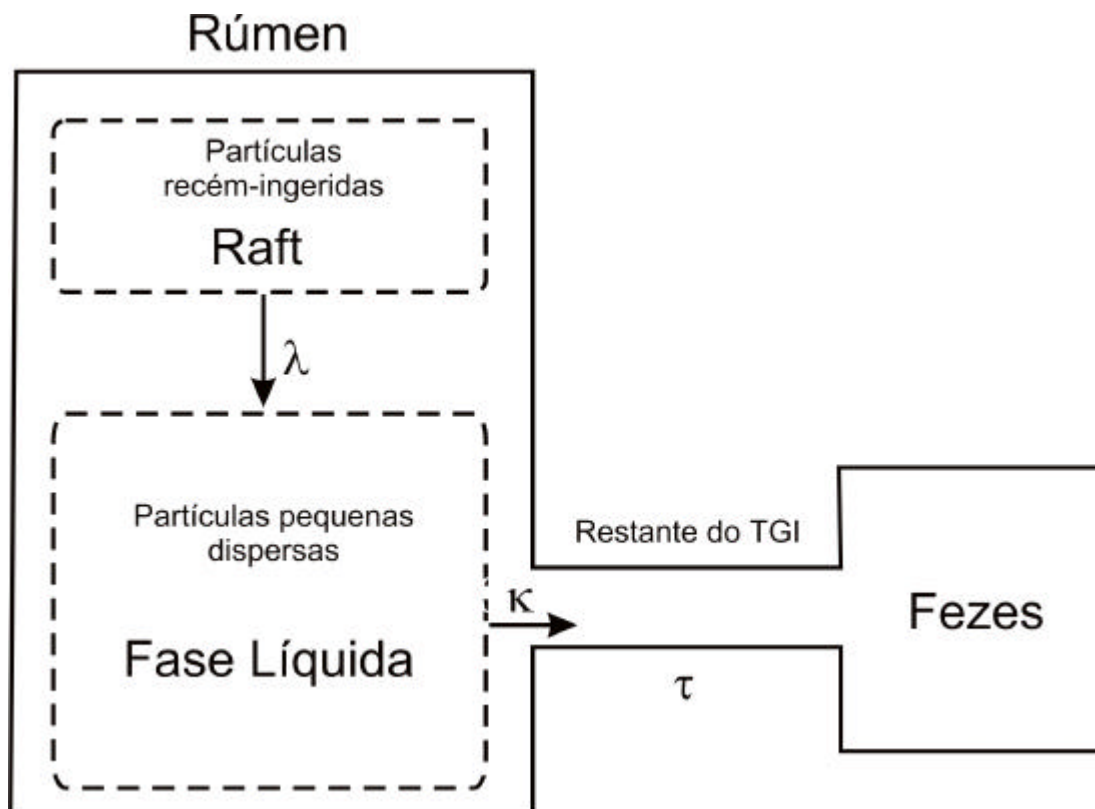 Rúmen
Partículas
recém-ingeridas
Raft
λ
Partículas pequenas
dispersas
Fase Líquida
κ
Restante do TGI
τ
Fezes